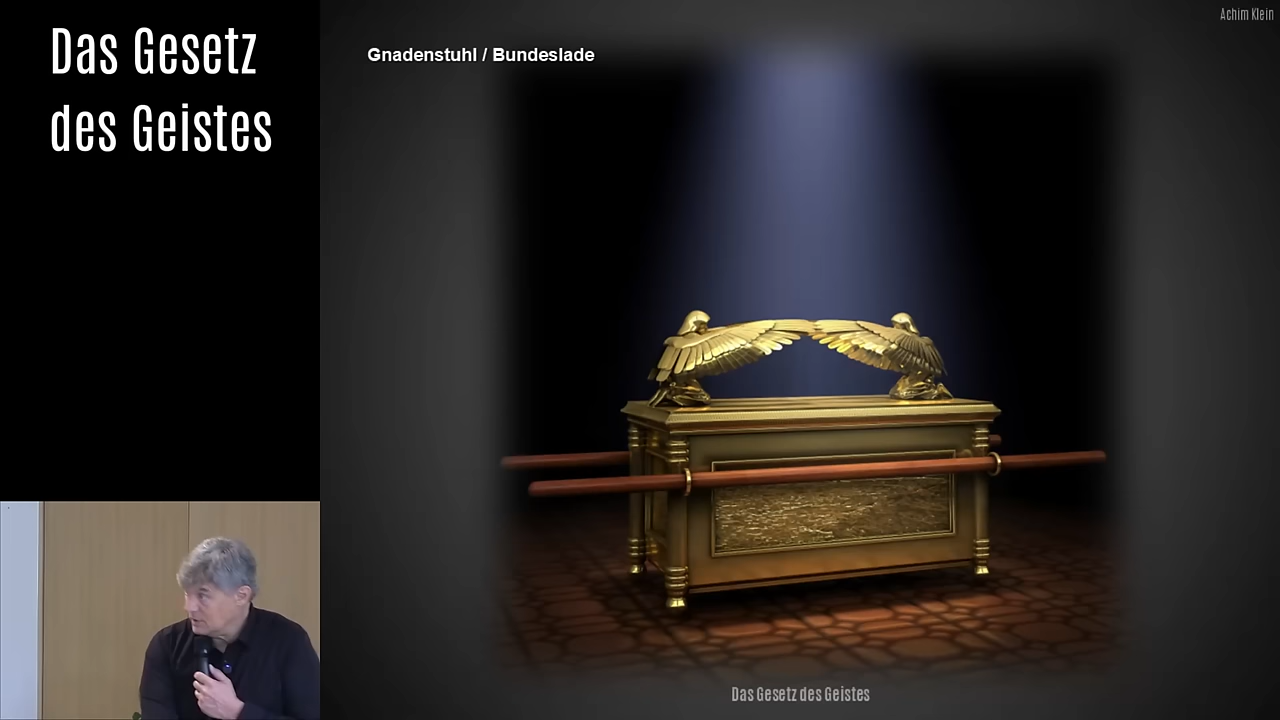 Das Gesetz
des Geistes
Achim Klein
Gnadenstuhl / Bundeslade
Das Gesetz des Geistes